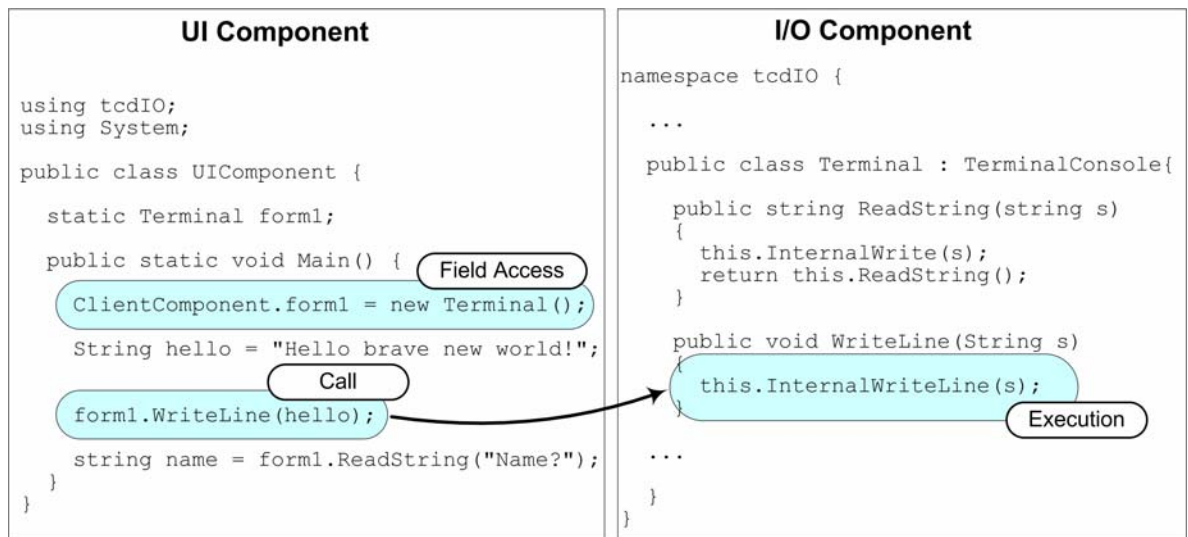 UI Component
using tcdIO;
using System;
public class UIComponent {
static Terminal form1;
public static void Main() {
Field Access
ClientComponent.form1 = new Terminal();
String hello = "Hello brave new world!";
Call
form1.WriteLine(hello);
string name = form1.ReadString("Name?");
}
}
I/O Component
namespace tcdIO {
...
public class Terminal : TerminalConsole{
public string ReadString(string s)
{
this.InternalWrite(s);
return this.ReadString();
}
public void WriteLine(String s)
{
this.InternalWriteLine(s);
}
Execution
...
}
}